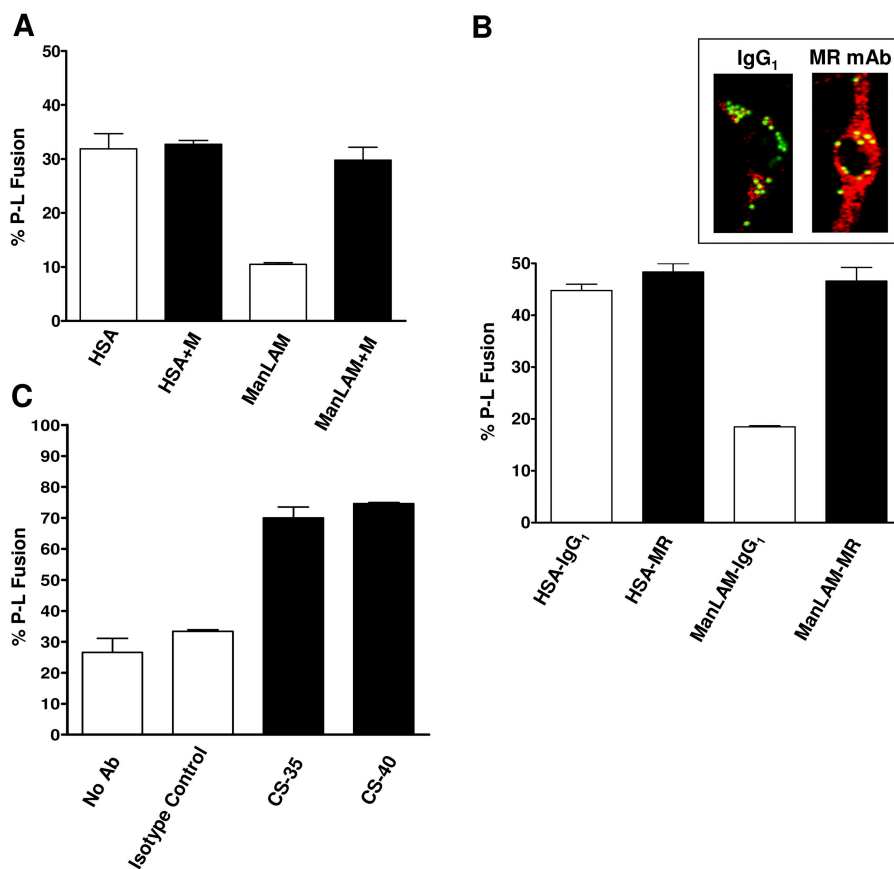 A
50
40
30
20
10
0
% P-L Fusion
HSA
HSA+M
ManLAM
ManLAM+M
B
IgG₁
MR mAb
50
40
30
20
10
0
% P-L Fusion
HSA-IgG₁
HSA-MR
ManLAM-IgG₁
ManLAM-MR
C
100
90
80
70
60
50
40
30
20
10
0
% P-L Fusion
No Ab
Isotype Control
CS-35
CS-40